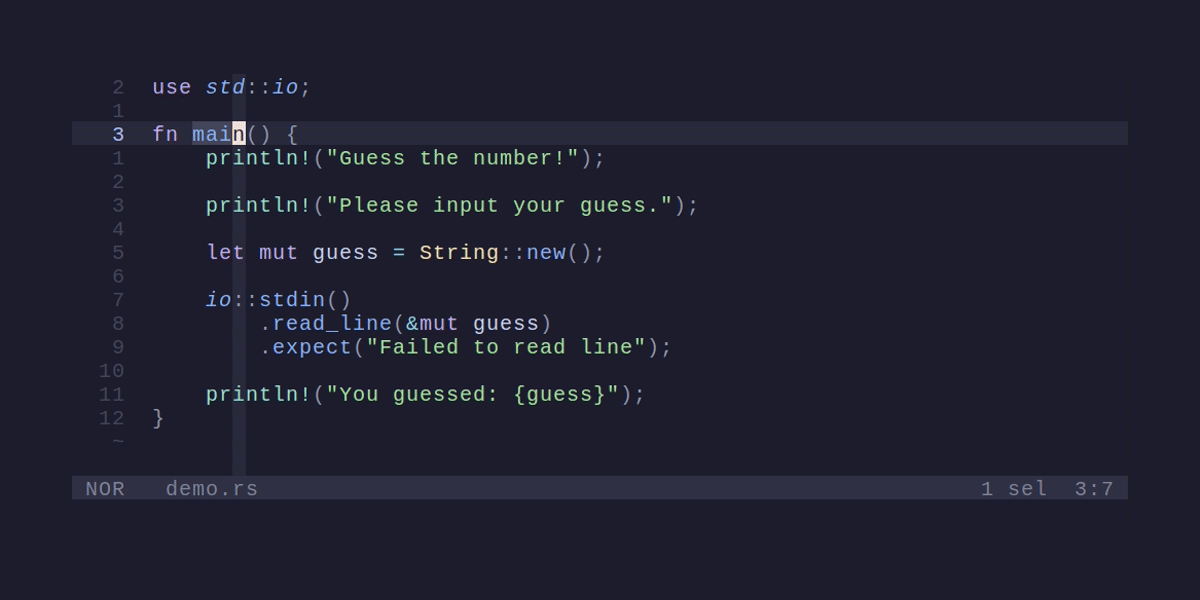 2 use std::io;
1
3 fn main() {
1     println!("Guess the number!");
2
3     println!("Please input your guess.");
4
5     let mut guess = String::new();
6
7     io::stdin()
8         .read_line(&mut guess)
9         .expect("Failed to read line");
10
11     println!("You guessed: {guess}");
12 }
~
NOR   demo.rs   1 sel  3:7